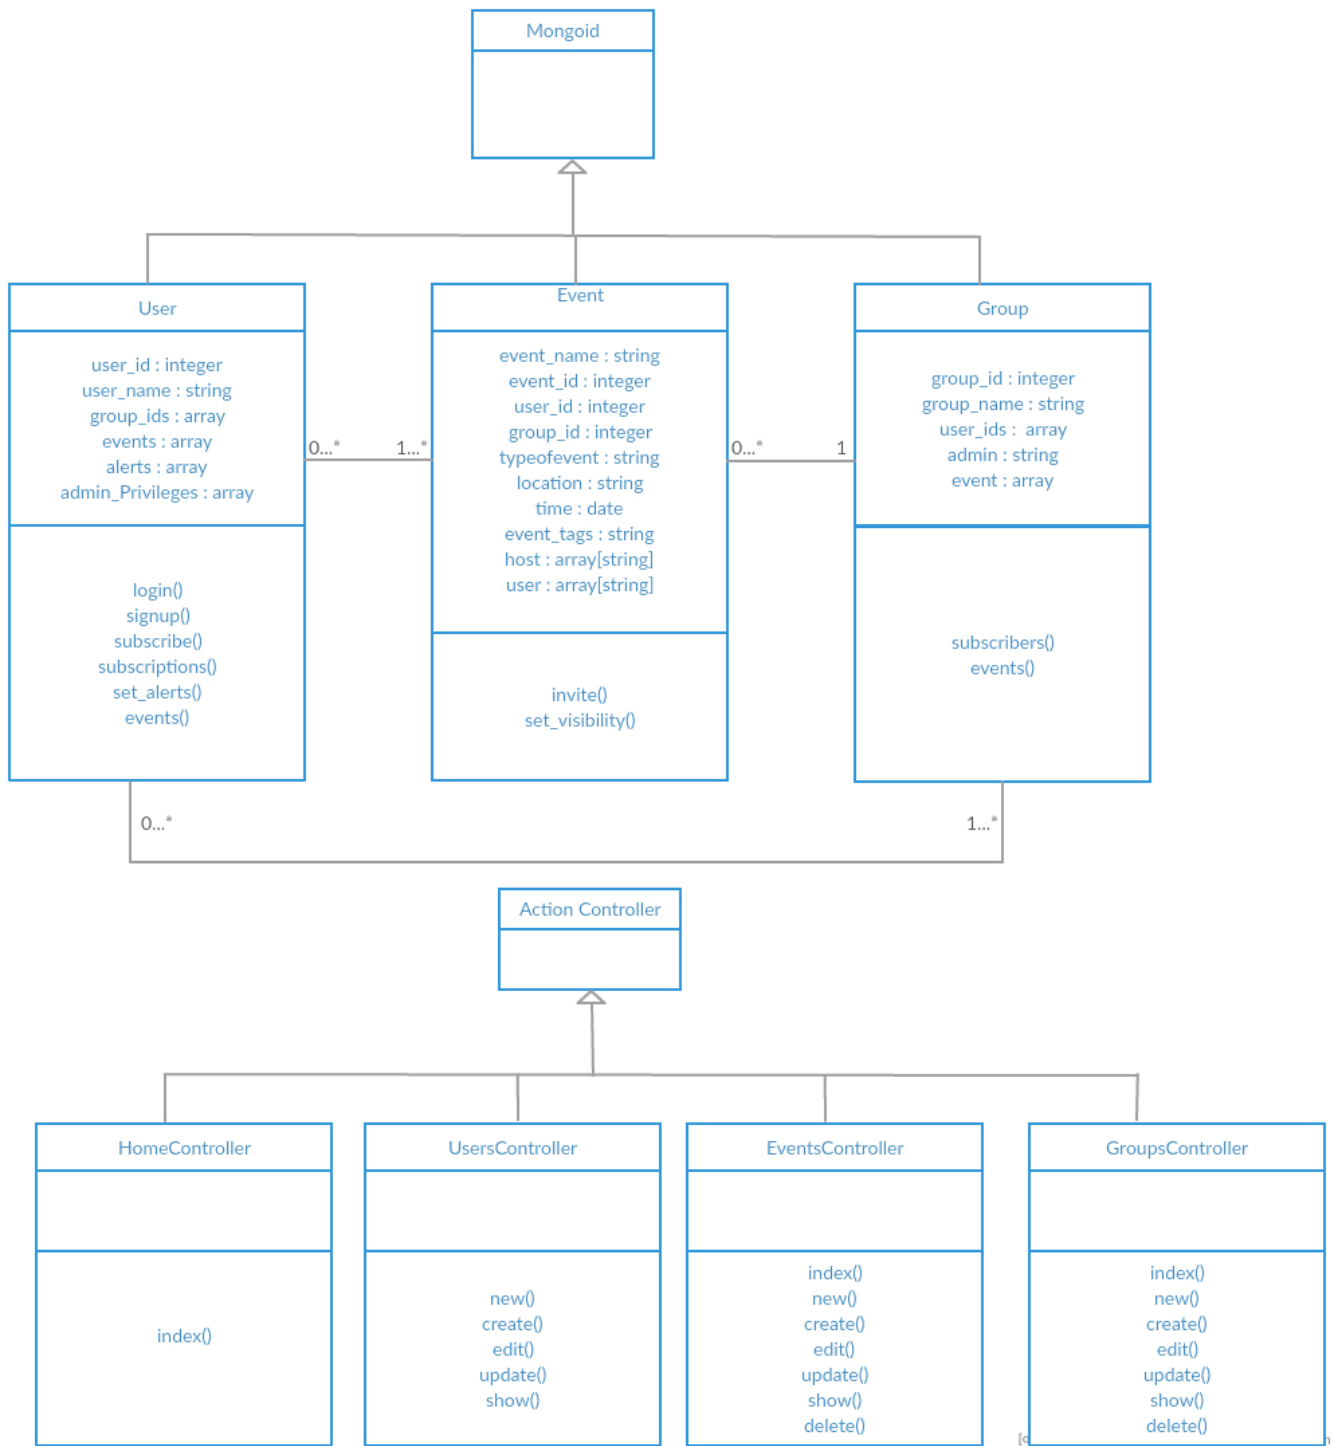 Mongoid
User
user_id : integer
user_name : string
group_ids : array
events : array
alerts : array
admin_Privileges : array
login()
signup()
subscribe()
subscriptions()
set_alerts()
events()
0...*
1...*
Event
event_name : string
event_id : integer
user_id : integer
group_id : integer
typeofevent : string
location : string
time : date
event_tags : string
host : array[string]
user : array[string]
invite()
set_visibility()
0...*
1
Group
group_id : integer
group_name : string
user_ids :  array
admin : string
event : array
subscribers()
events()
0...*
1...*
Action Controller
HomeController
index()
UsersController
new()
create()
edit()
update()
show()
EventsController
index()
new()
create()
edit()
update()
show()
delete()
GroupsController
index()
new()
create()
edit()
update()
show()
delete()